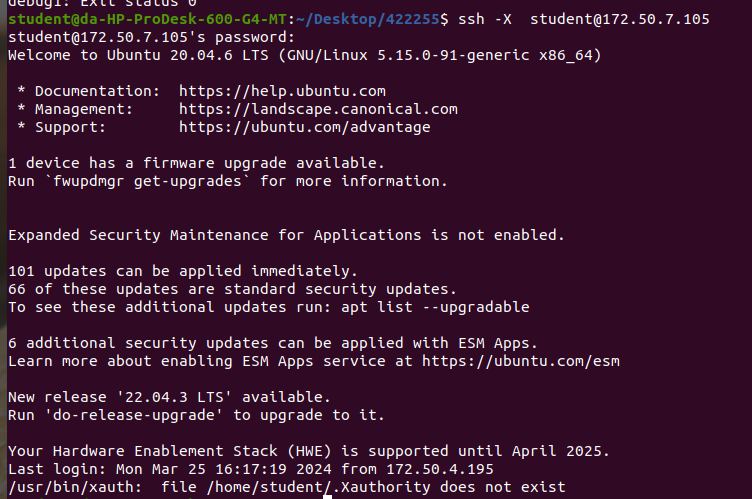 debug1: Exit status 0
student@da-HP-ProDesk-600-G4-MT:~/Desktop/422255$ ssh -X  student@172.50.7.105
student@172.50.7.105's password:
Welcome to Ubuntu 20.04.6 LTS (GNU/Linux 5.15.0-91-generic x86_64)
 * Documentation:  https://help.ubuntu.com
 * Management:     https://landscape.canonical.com
 * Support:        https://ubuntu.com/advantage
1 device has a firmware upgrade available.
Run `fwupdmgr get-upgrades` for more information.
Expanded Security Maintenance for Applications is not enabled.
101 updates can be applied immediately.
66 of these updates are standard security updates.
To see these additional updates run: apt list --upgradable
6 additional security updates can be applied with ESM Apps.
Learn more about enabling ESM Apps service at https://ubuntu.com/esm
New release '22.04.3 LTS' available.
Run 'do-release-upgrade' to upgrade to it.
Your Hardware Enablement Stack (HWE) is supported until April 2025.
Last login: Mon Mar 25 16:17:19 2024 from 172.50.4.195
/usr/bin/xauth:  file /home/student/.Xauthority does not exist